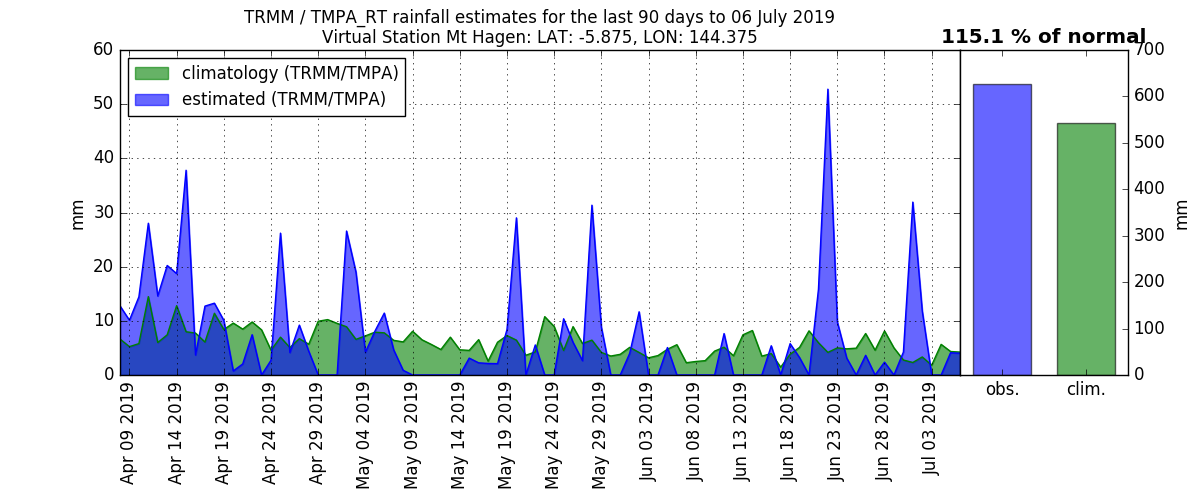 TRMM / TMPA_RT rainfall estimates for the last 90 days to 06 July 2019
Virtual Station Mt Hagen: LAT: -5.875, LON: 144.375
115.1 % of normal
climatology (TRMM/TMPA)
estimated (TRMM/TMPA)
60
50
40
30
20
10
0
mm
Apr 09 2019
Apr 14 2019
Apr 19 2019
Apr 24 2019
Apr 29 2019
May 04 2019
May 09 2019
May 14 2019
May 19 2019
May 24 2019
May 29 2019
Jun 03 2019
Jun 08 2019
Jun 13 2019
Jun 18 2019
Jun 23 2019
Jun 28 2019
Jul 03 2019
obs.
clim.
700
600
500
400
300
200
100
0
mm